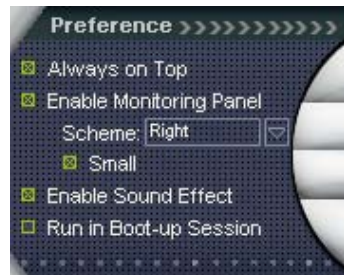 Preference >>>>>>>>>>>
Always on Top
Enable Monitoring Panel
Scheme: Right
Small
Enable Sound Effect
Run in Boot-up Session